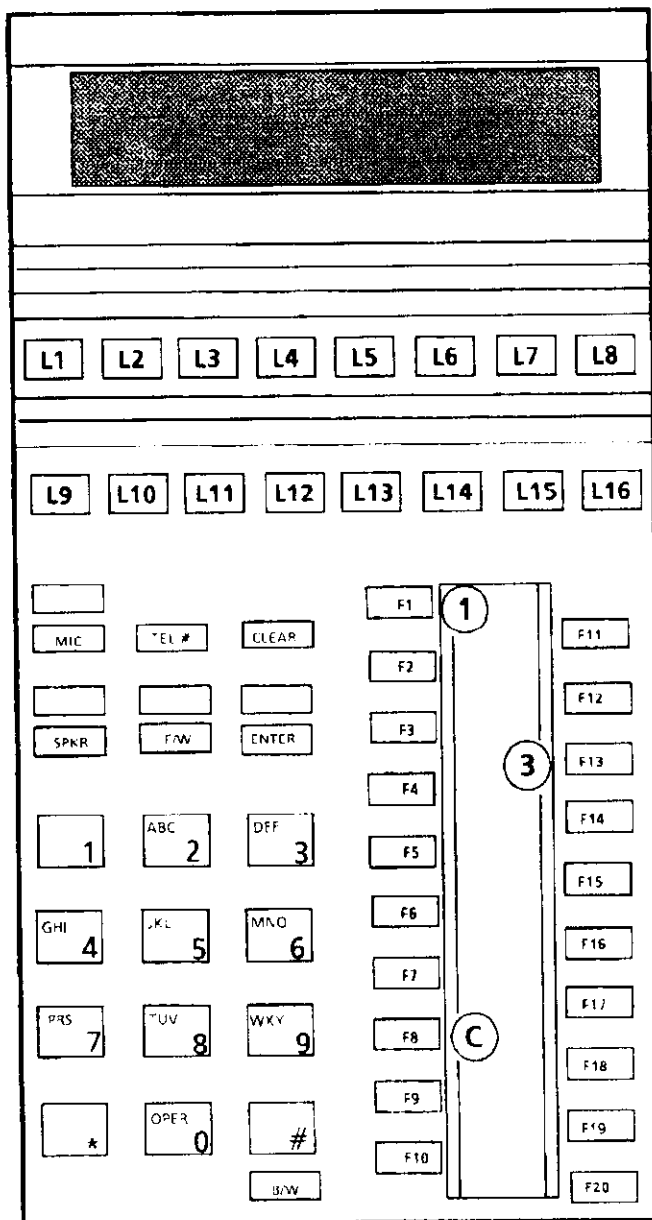 L1 L2 L3 L4 L5 L6 L7 L8
L9 L10 L11 L12 L13 L14 L15 L16
MIC TEL # CLEAR
SPKR F/W ENTER
1 ABC 2 DEF 3
GHI 4 JKL 5 MNO 6
PRS 7 TUV 8 WXY 9
* OPER 0 #
B/W
F1 1
F2
F3
F4
F5
F6
F7
F8 C
F9
F10
F11
F12
3 F13
F14
F15
F16
F17
F18
F19
F20